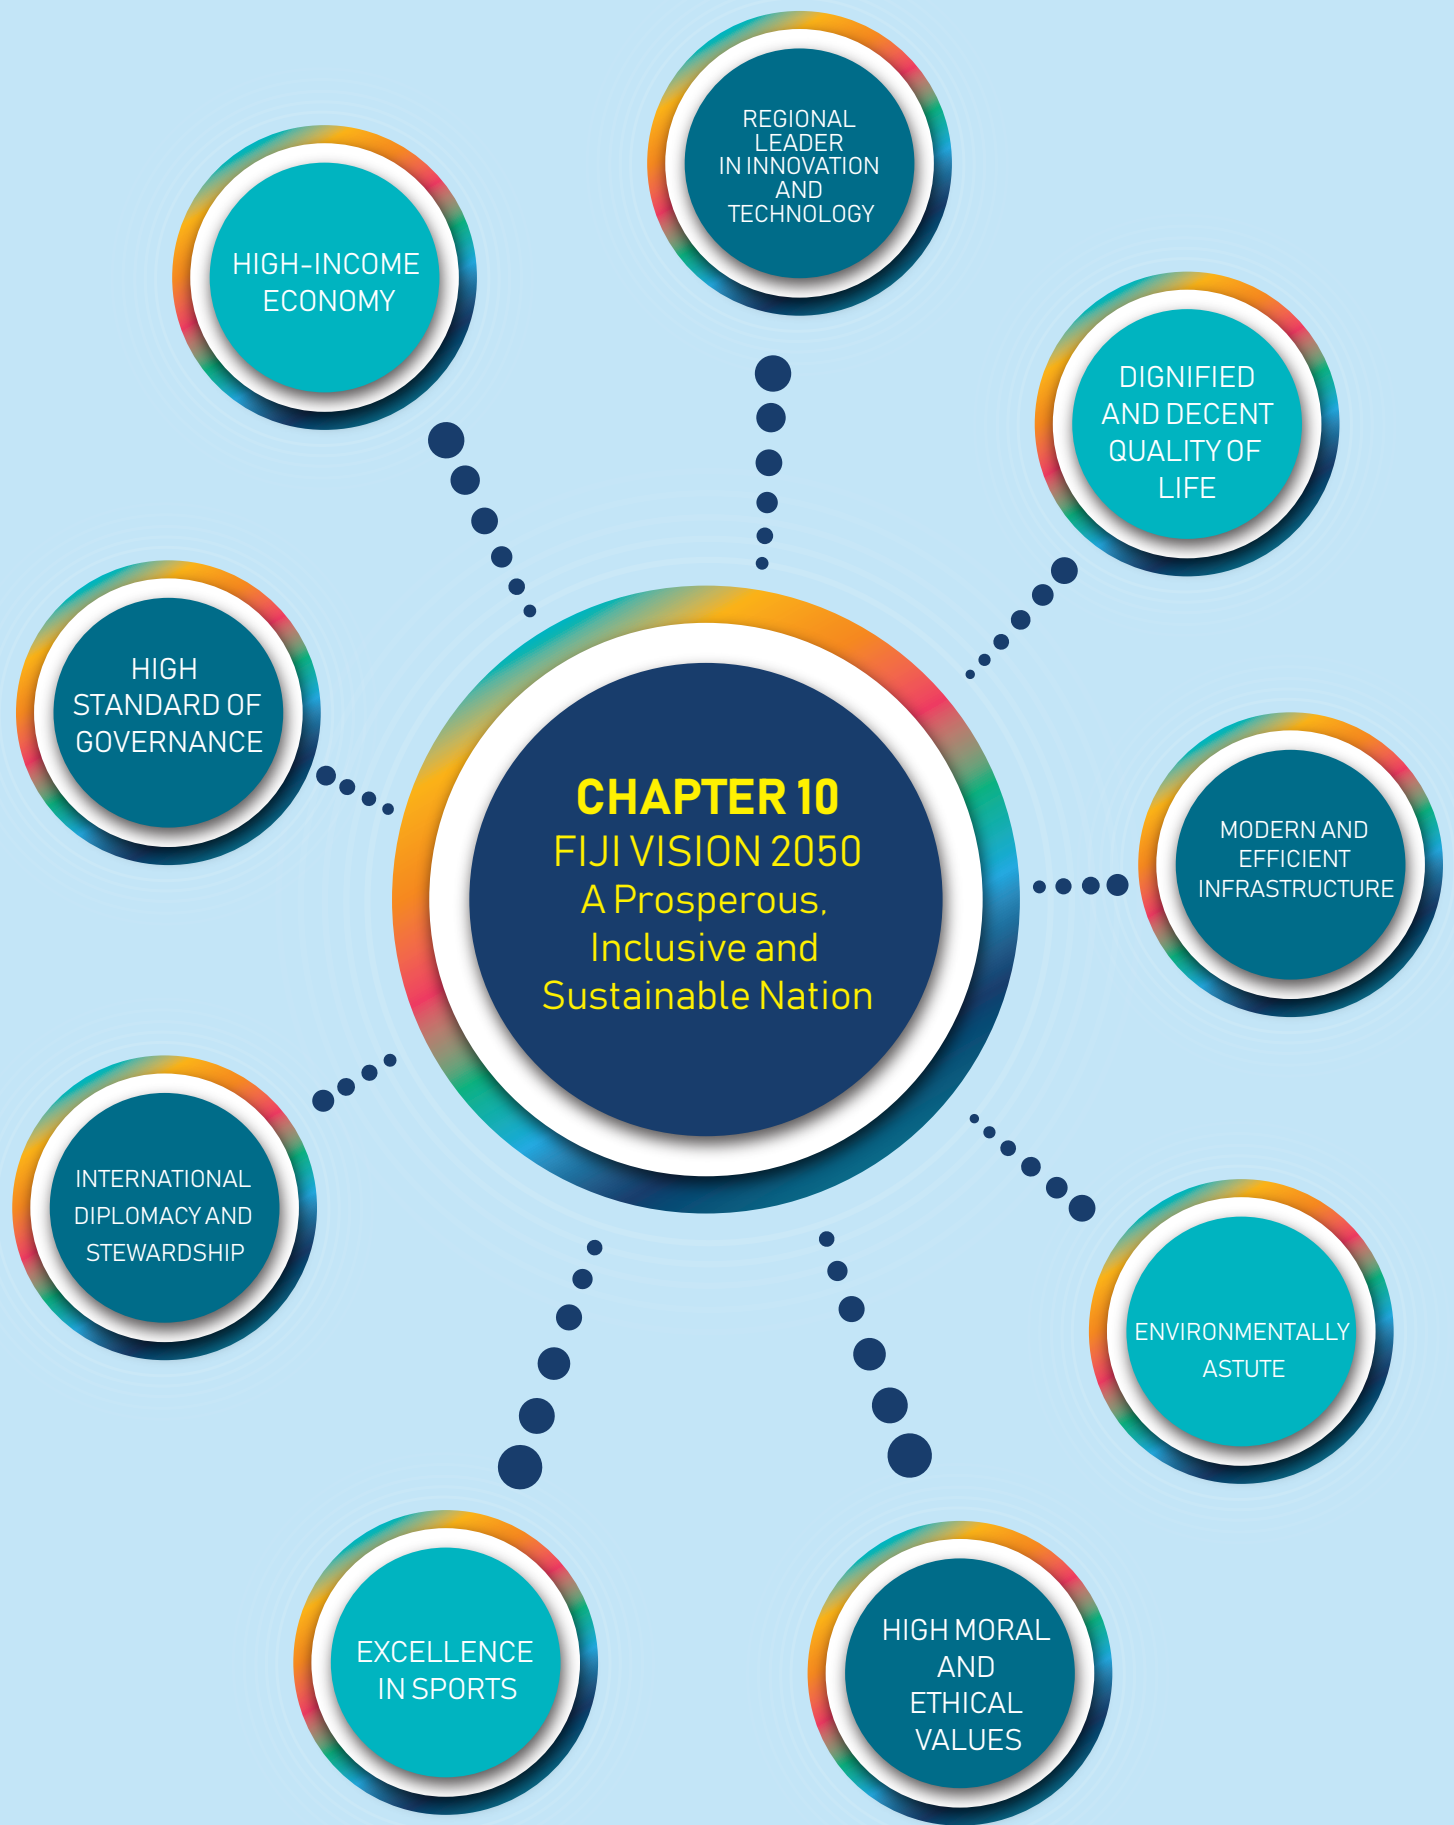 REGIONAL
LEADER
IN INNOVATION
AND
TECHNOLOGY
HIGH-INCOME
ECONOMY
DIGNIFIED
AND DECENT
QUALITY OF
LIFE
HIGH
STANDARD OF
GOVERNANCE
CHAPTER 10
FIJI VISION 2050
A Prosperous,
Inclusive and
Sustainable Nation
MODERN AND
EFFICIENT
INFRASTRUCTURE
INTERNATIONAL
DIPLOMACY AND
STEWARDSHIP
ENVIRONMENTALLY
ASTUTE
EXCELLENCE
IN SPORTS
HIGH MORAL
AND
ETHICAL
VALUES